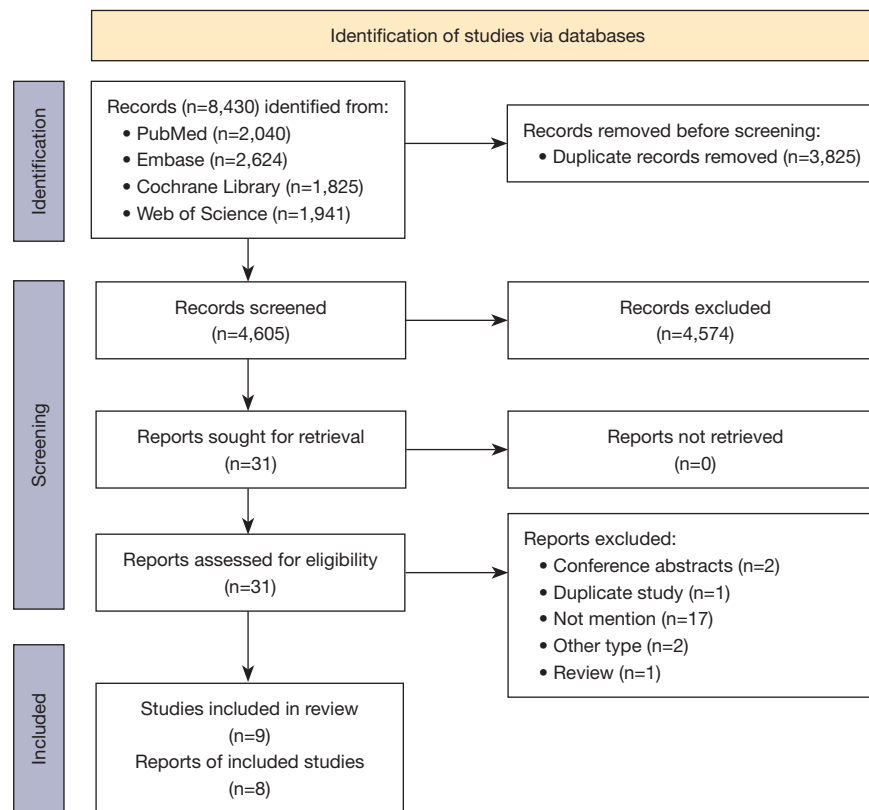 Identification of studies via databases
Identification
Records (n=8,430) identified from:
• PubMed (n=2,040)
• Embase (n=2,624)
• Cochrane Library (n=1,825)
• Web of Science (n=1,941)
Records removed before screening:
• Duplicate records removed (n=3,825)
Screening
Records screened
(n=4,605)
Records excluded
(n=4,574)
Reports sought for retrieval
(n=31)
Reports not retrieved
(n=0)
Reports assessed for eligibility
(n=31)
Reports excluded:
• Conference abstracts (n=2)
• Duplicate study (n=1)
• Not mention (n=17)
• Other type (n=2)
• Review (n=1)
Included
Studies included in review
(n=9)
Reports of included studies
(n=8)